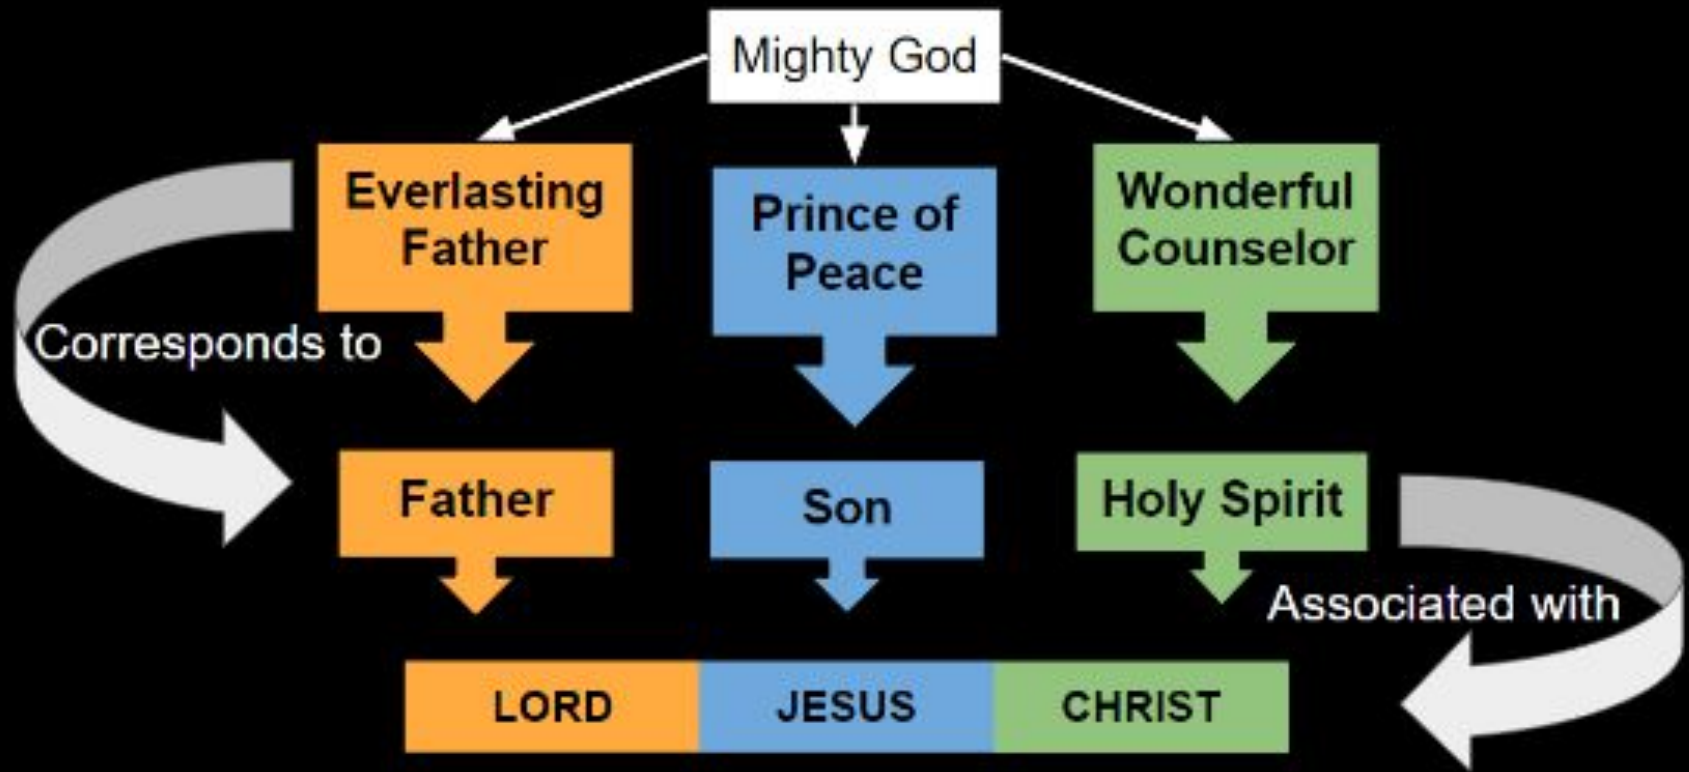 Mighty God
Everlasting
Father
Prince of
Peace
Wonderful
Counselor
Corresponds to
Father
Son
Holy Spirit
Associated with
LORD
JESUS
CHRIST